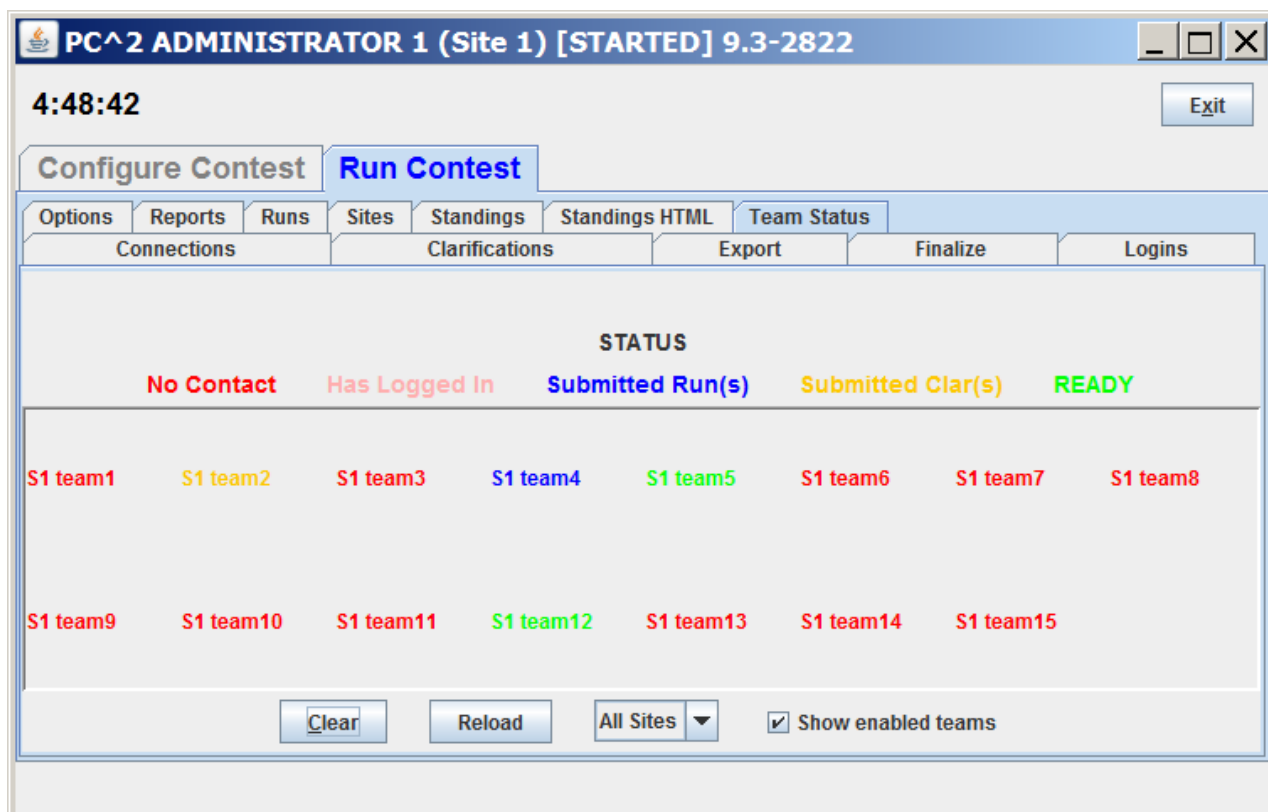 PC^2 ADMINISTRATOR 1 (Site 1) [STARTED] 9.3-2822
4:48:42 Exit
Configure Contest Run Contest
Options Reports Runs Sites Standings Standings HTML Team Status
Connections Clarifications Export Finalize Logins
STATUS
No Contact Has Logged In Submitted Run(s) Submitted Clar(s) READY
S1 team1 S1 team2 S1 team3 S1 team4 S1 team5 S1 team6 S1 team7 S1 team8
S1 team9 S1 team10 S1 team11 S1 team12 S1 team13 S1 team14 S1 team15
Clear Reload All Sites Show enabled teams